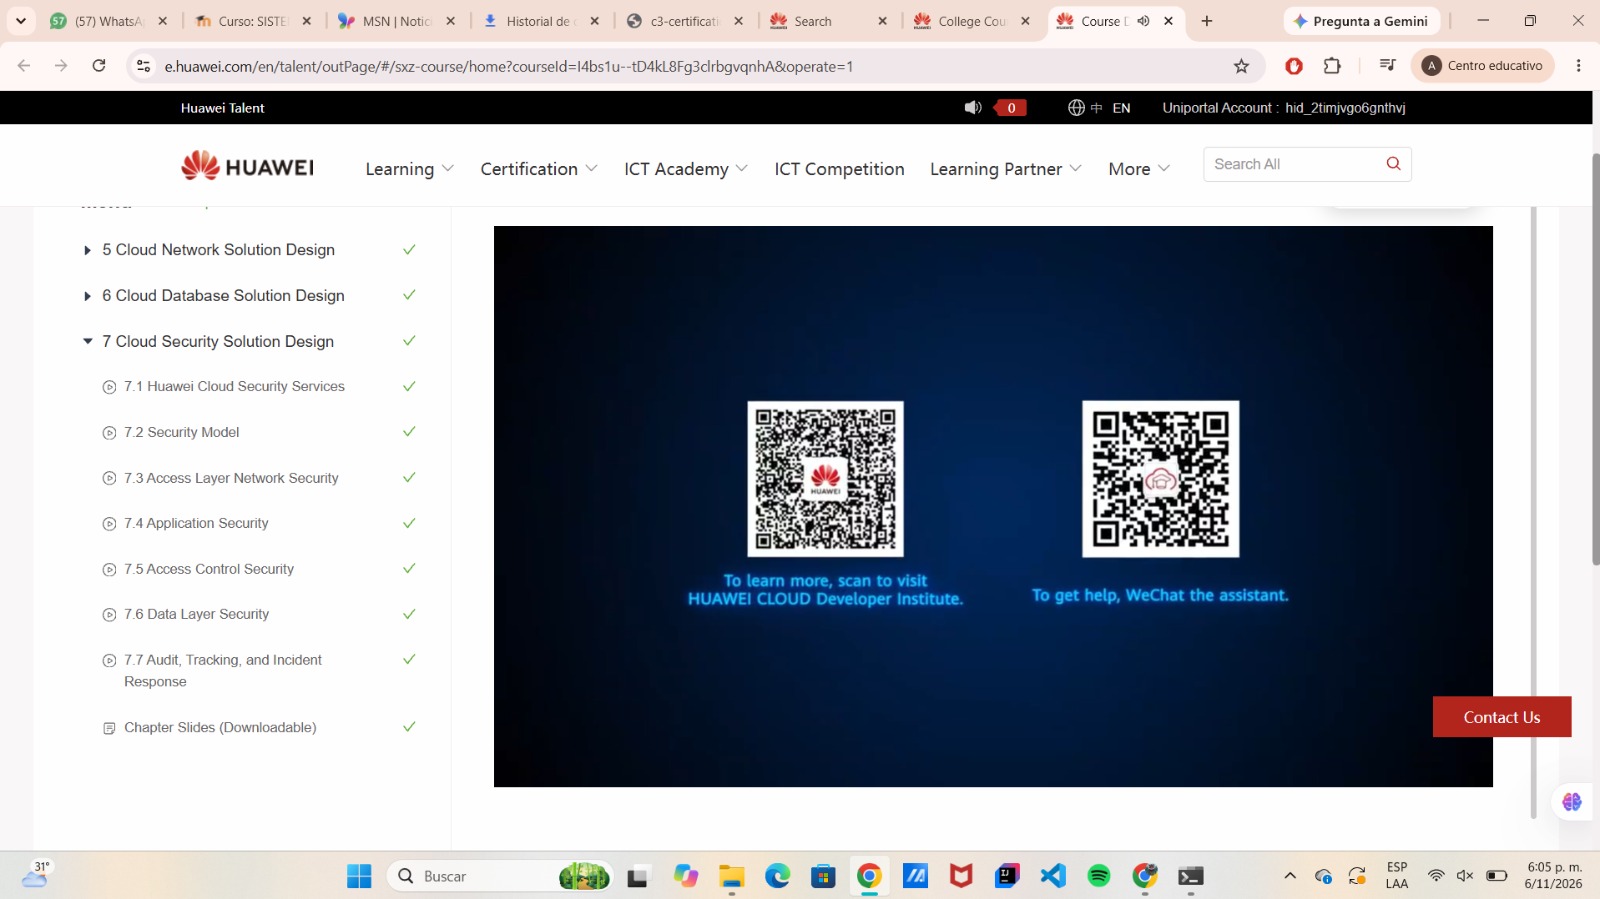 (57) WhatsA
Curso: SISTE
MSN | Notic
Historial de
c3-certificati
Search
College Cou
Course D
Pregunta a Gemini
e.huawei.com/en/talent/outPage/#/sxz-course/home?courseId=I4bs1u--tD4kL8Fg3clrbgvqnhA&operate=1
A Centro educativo
Huawei Talent
0
中 EN
Uniportal Account : hid_2timjvgo6gnthvj
HUAWEI
Learning
Certification
ICT Academy
ICT Competition
Learning Partner
More
Search All
5 Cloud Network Solution Design
6 Cloud Database Solution Design
7 Cloud Security Solution Design
7.1 Huawei Cloud Security Services
7.2 Security Model
7.3 Access Layer Network Security
7.4 Application Security
7.5 Access Control Security
7.6 Data Layer Security
7.7 Audit, Tracking, and Incident
Response
Chapter Slides (Downloadable)
HUAWEI
To learn more, scan to visit
HUAWEI CLOUD Developer Institute.
To get help, WeChat the assistant.
Contact Us
31°
Buscar
ESP
LAA
6:05 p. m.
6/11/2026